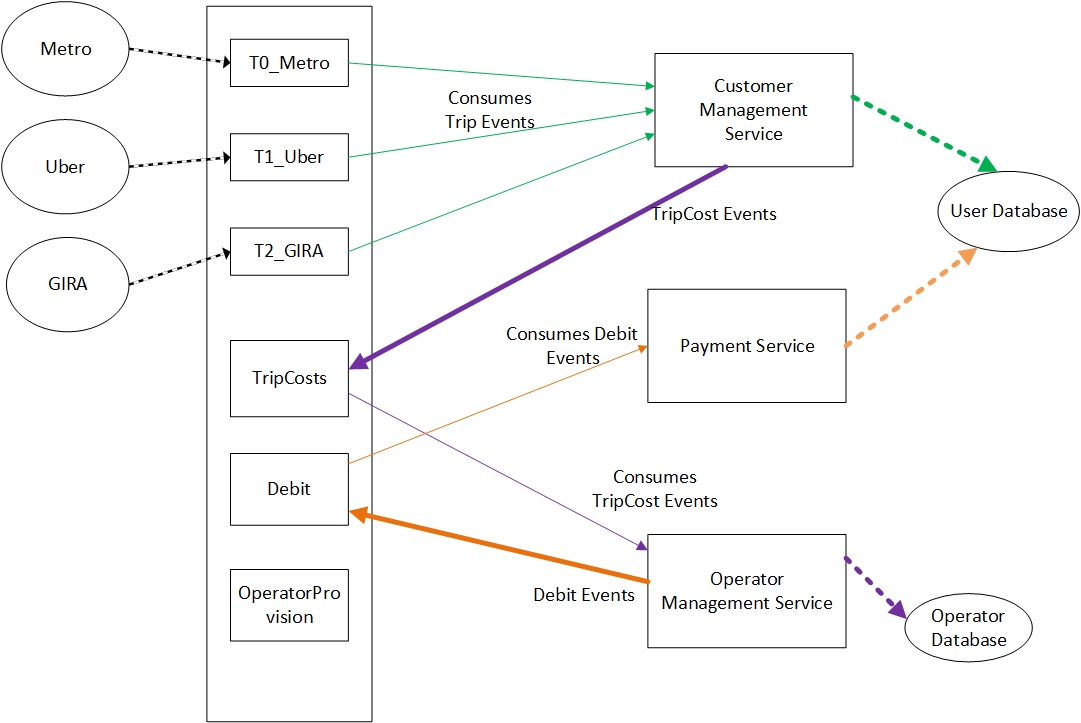 Metro
T0_Metro
Customer
Management
Service
Consumes
Trip Events
Uber
T1_Uber
User Database
TripCost Events
T2_GIRA
GIRA
Consumes Debit
Events
Payment Service
TripCosts
Debit
Consumes
TripCost Events
OperatorPro
vision
Debit Events
Operator
Management Service
Operator
Database